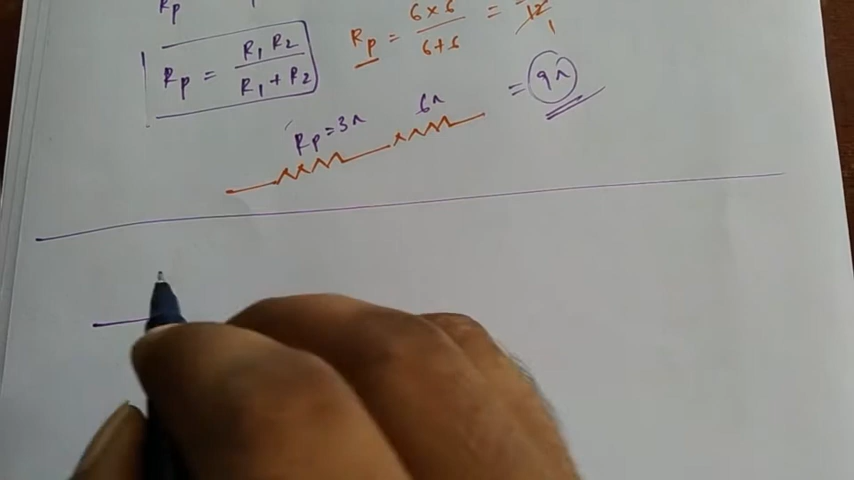 Rp
Rp = R1 R2 / R1 + R2
Rp = 6 × 6 / 6 + 6 = / 12
1
Rp = 3Ω 6Ω = 9Ω